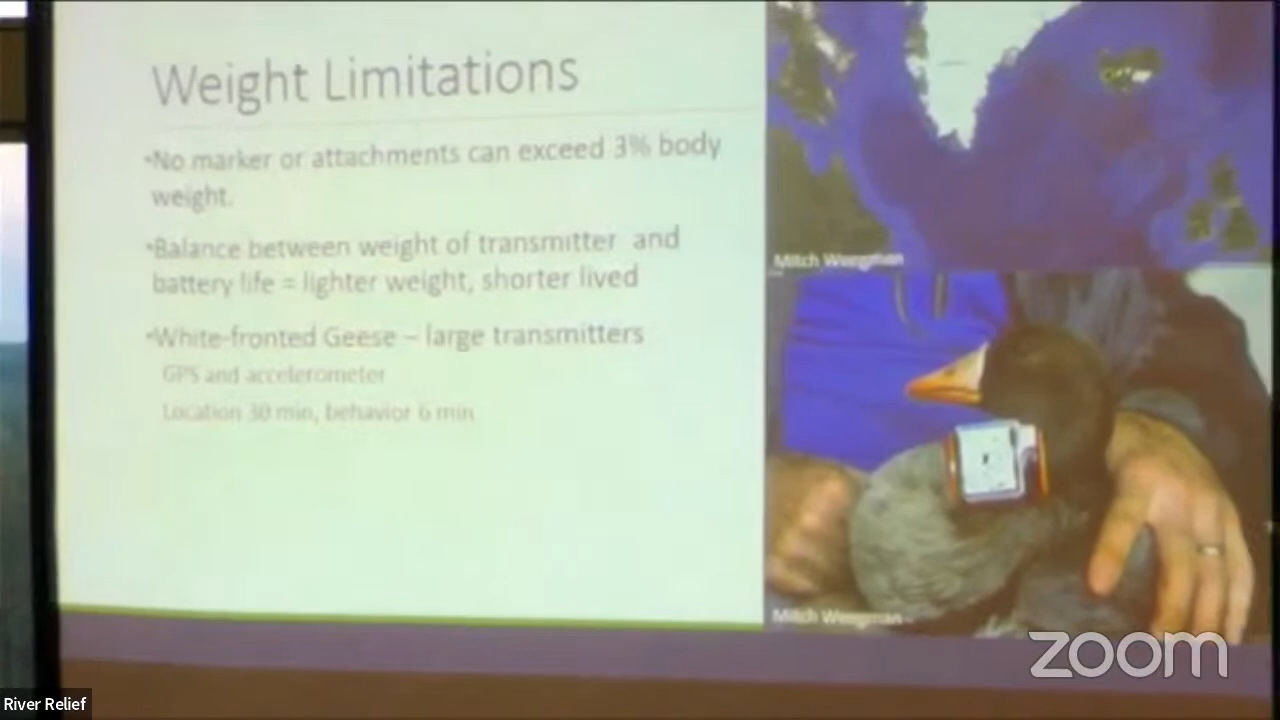 Weight Limitations
•No marker or attachments can exceed 3% body
weight.
•Balance between weight of transmitter and
battery life = lighter weight, shorter lived
•White-fronted Geese – large transmitters
GPS and accelerometer
Location 30 min, behavior 6 min
Mitch Weegman
Mitch Weegman
zoom
River Relief